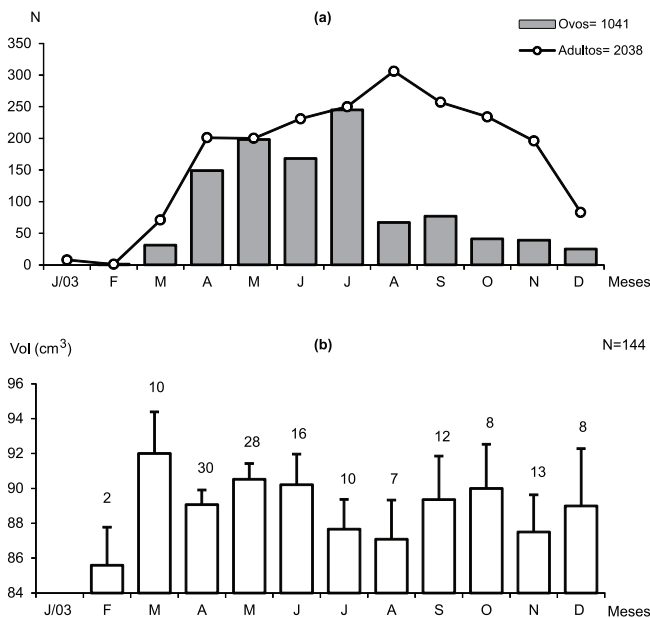 N
(a)
Ovos= 1041
Adultos= 2038
350
300
250
200
150
100
50
0
J/03 F M A M J J A S O N D Meses
Vol (cm³)
(b)
N=144
96
94
92
90
88
86
84
2 10 30 28 16 10 7 12 8 13 8
J/03 F M A M J J A S O N D Meses